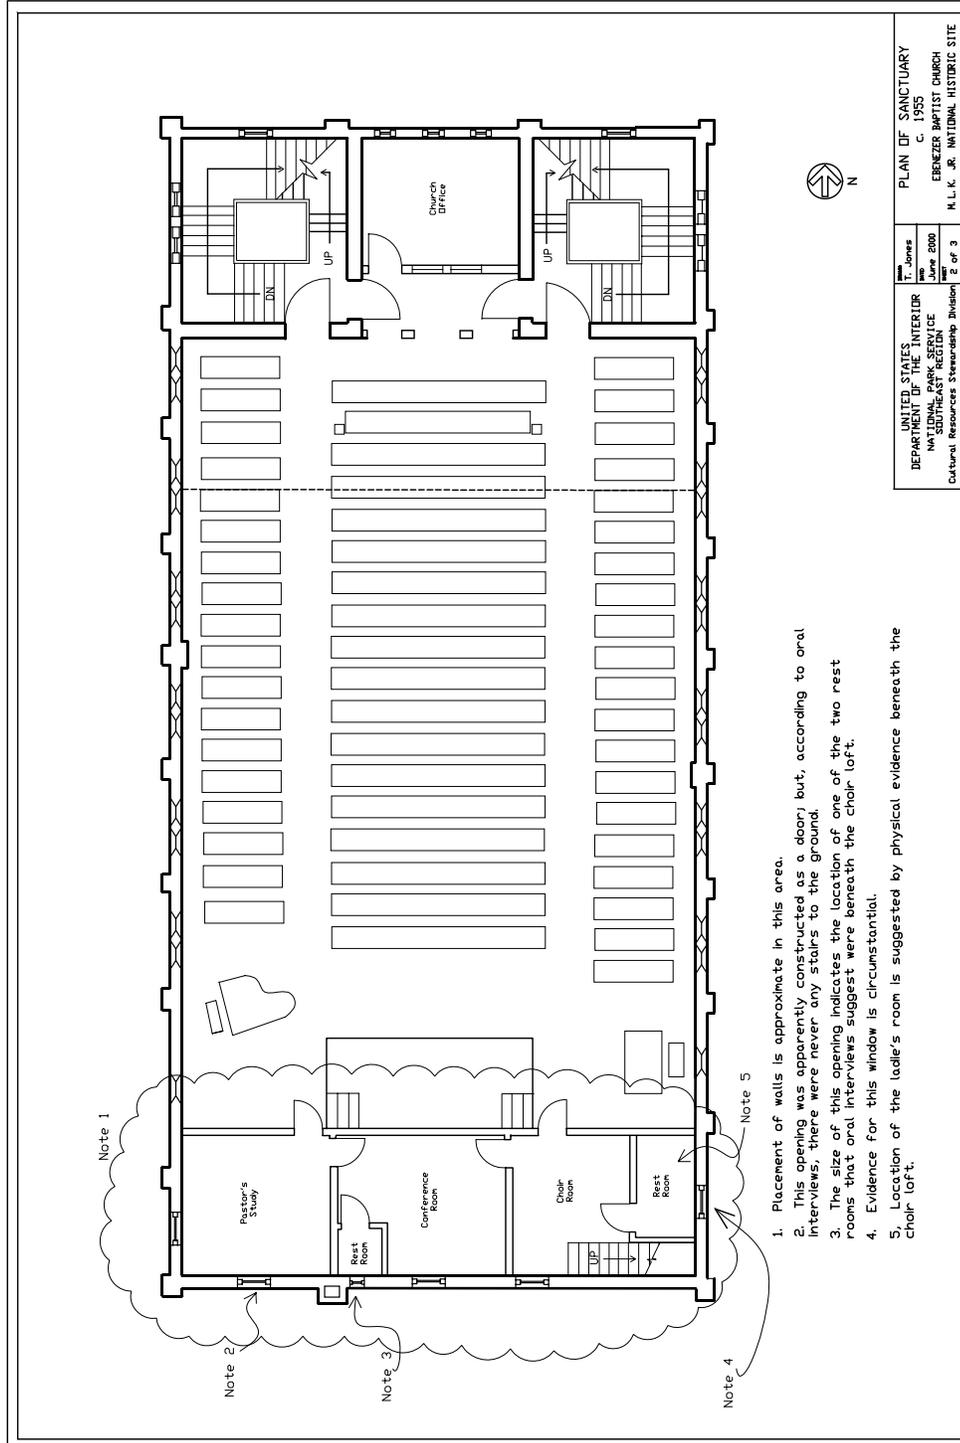 PLAN OF SANCTUARY
c. 1955
EBENEZER BAPTIST CHURCH
M. L. K. JR. NATIONAL HISTORIC SITE
UNITED STATES
DEPARTMENT OF THE INTERIOR
NATIONAL PARK SERVICE
SOUTHEAST REGION
Cultural Resources Stewardship Division
DRAWN
T. Jones
DATE
June 2000
SHEET
2 of 3
N
Church
Office
UP
DN
UP
DN
Note 1
Pastor's
Study
Conference
Room
Choir
Room
Rest
Room
Rest
Room
UP
Note 2
Note 3
Note 4
Note 5
1. Placement of walls is approximate in this area.
2. This opening was apparently constructed as a door; but, according to oral
interviews, there were never any stairs to the ground.
3. The size of this opening indicates the location of one of the two rest
rooms that oral interviews suggest were beneath the choir loft.
4. Evidence for this window is circumstantial.
5, Location of the ladie's room is suggested by physical evidence beneath the
choir loft.